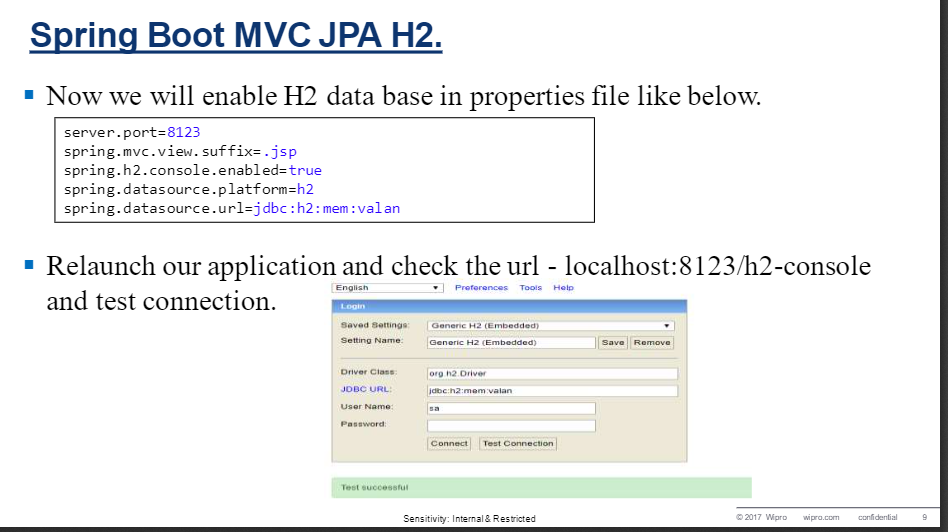 Spring Boot MVC JPA H2.
Now we will enable H2 data base in properties file like below.
server.port=8123
spring.mvc.view.suffix=.jsp
spring.h2.console.enabled=true
spring.datasource.platform=h2
spring.datasource.url=jdbc:h2:mem:valan
Relaunch our application and check the url - localhost:8123/h2-console
and test connection.
English Preferences Tools Help
Login
Saved Settings: Generic H2 (Embedded)
Setting Name: Generic H2 (Embedded) Save Remove
Driver Class: org.h2.Driver
JDBC URL: jdbc:h2:mem:valan
User Name: sa
Password:
Connect Test Connection
Test successful
Sensitivity: Internal & Restricted
© 2017 Wipro wipro.com confidential 9